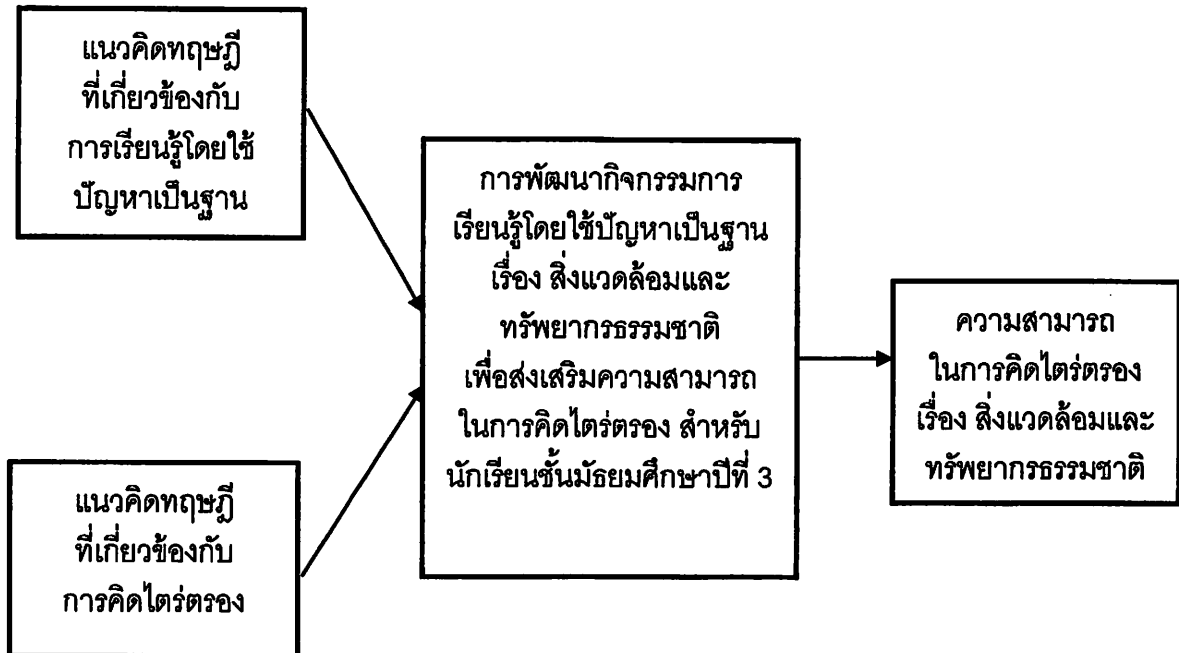 แนวคิดทฤษฎี
ที่เกี่ยวข้องกับ
การเรียนรู้โดยใช้
ปัญหาเป็นฐาน
แนวคิดทฤษฎี
ที่เกี่ยวข้องกับ
การคิดไตร่ตรอง
การพัฒนากิจกรรมการ
เรียนรู้โดยใช้ปัญหาเป็นฐาน
เรื่อง สิ่งแวดล้อมและ
ทรัพยากรธรรมชาติ
เพื่อส่งเสริมความสามารถ
ในการคิดไตร่ตรอง สำหรับ
นักเรียนชั้นมัธยมศึกษาปีที่ 3
ความสามารถ
ในการคิดไตร่ตรอง
เรื่อง สิ่งแวดล้อมและ
ทรัพยากรธรรมชาติ